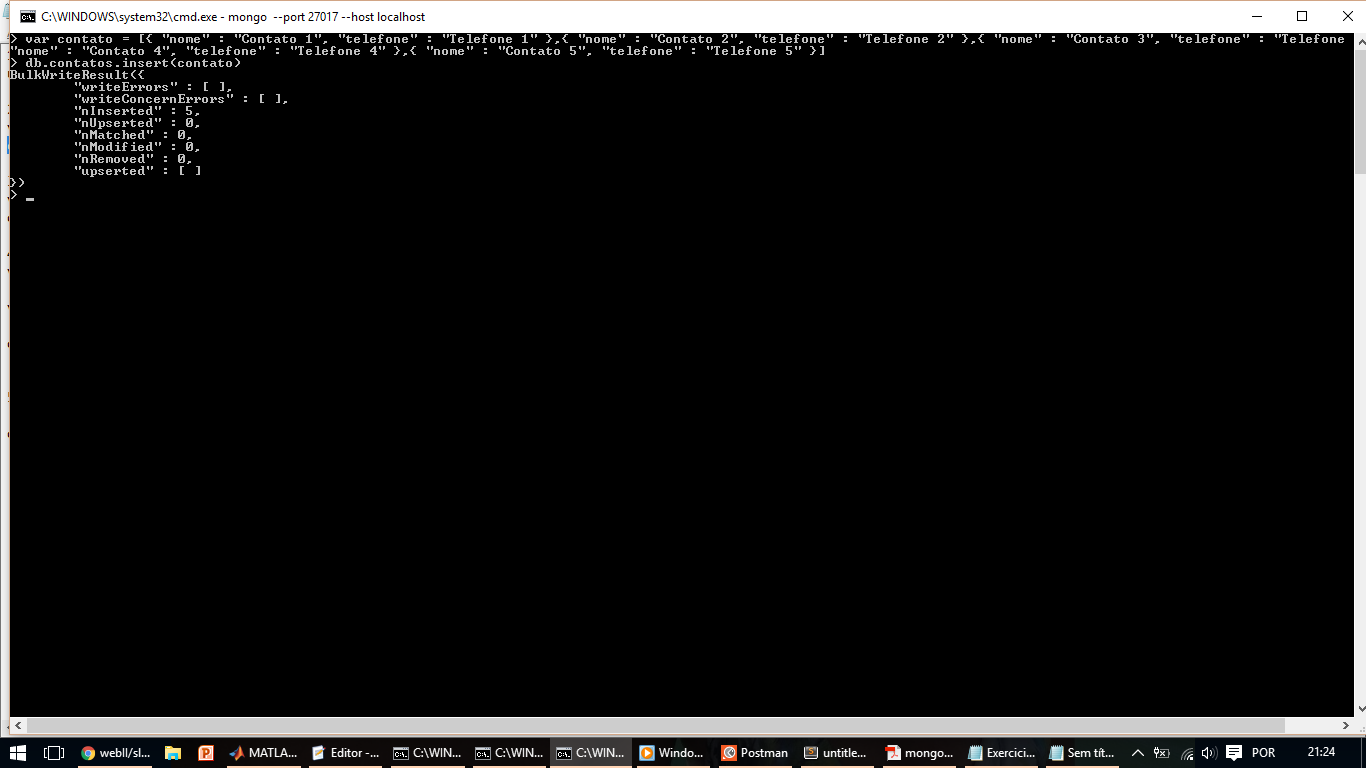 C:\WINDOWS\system32\cmd.exe - mongo  --port 27017 --host localhost
> var contato = [{ "nome" : "Contato 1", "telefone" : "Telefone 1" },{ "nome" : "Contato 2", "telefone" : "Telefone 2" },{ "nome" : "Contato 3", "telefone" : "Telefone
"nome" : "Contato 4", "telefone" : "Telefone 4" },{ "nome" : "Contato 5", "telefone" : "Telefone 5" }]
> db.contatos.insert(contato)
BulkWriteResult({
        "writeErrors" : [ ],
        "writeConcernErrors" : [ ],
        "nInserted" : 5,
        "nUpserted" : 0,
        "nMatched" : 0,
        "nModified" : 0,
        "nRemoved" : 0,
        "upserted" : [ ]
})
> _
webll/sl... MATLA... Editor -... C:\WIN... C:\WIN... C:\WIN... Windo... Postman untitle... mongo... Exercici... Sem tít... POR 21:24